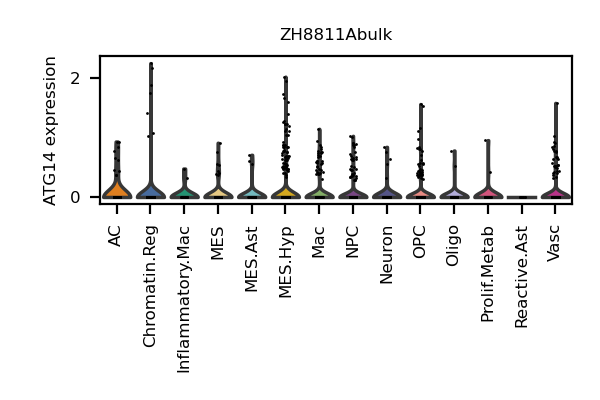 ZH8811Abulk
ATG14 expression
2
0
AC
Chromatin.Reg
Inflammatory.Mac
MES
MES.Ast
MES.Hyp
Mac
NPC
Neuron
OPC
Oligo
Prolif.Metab
Reactive.Ast
Vasc